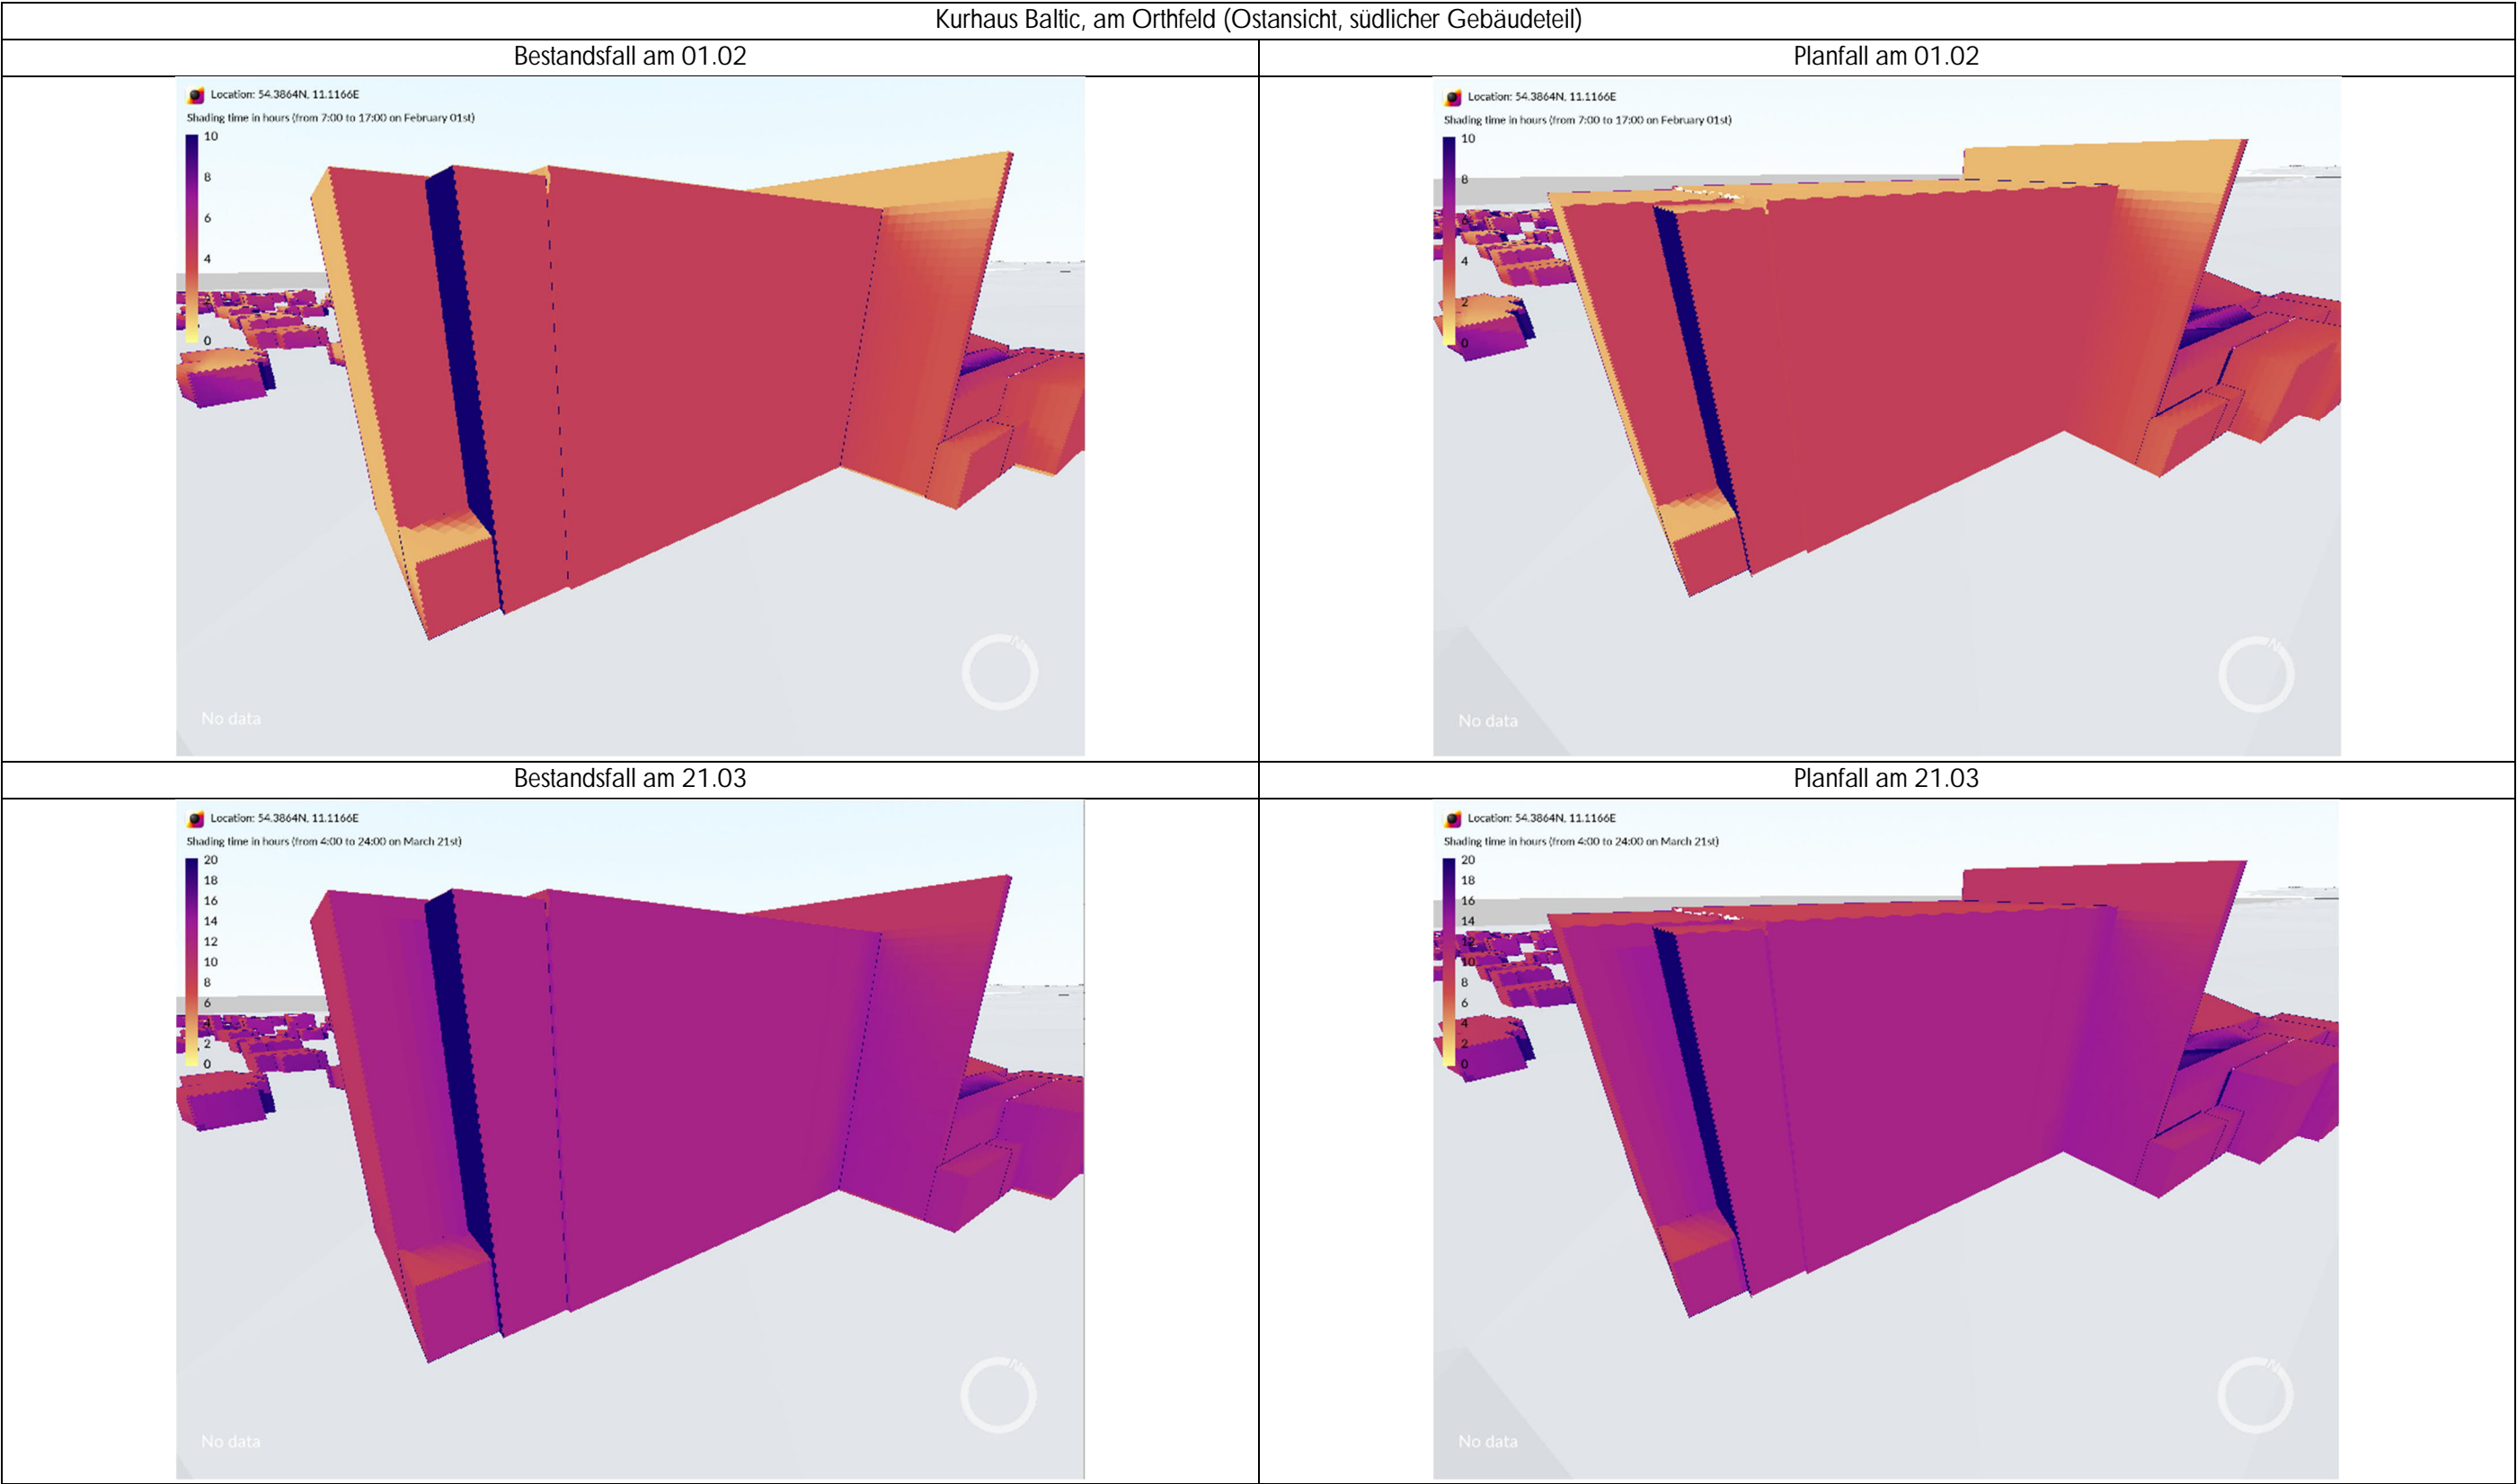 Kurhaus Baltic, am Orthfeld (Ostansicht, südlicher Gebäudeteil)
Bestandsfall am 01.02
Planfall am 01.02
Location: 54.3864N, 11.1166E
Shading time in hours (from 7:00 to 17:00 on February 01st)
10
8
6
4
2
0
N
No data
Location: 54.3864N, 11.1166E
Shading time in hours (from 7:00 to 17:00 on February 01st)
10
8
6
4
2
0
N
No data
Bestandsfall am 21.03
Planfall am 21.03
Location: 54.3864N, 11.1166E
Shading time in hours (from 4:00 to 24:00 on March 21st)
20
18
16
14
12
10
8
6
4
2
0
N
No data
Location: 54.3864N, 11.1166E
Shading time in hours (from 4:00 to 24:00 on March 21st)
20
18
16
14
12
10
8
6
4
2
0
N
No data